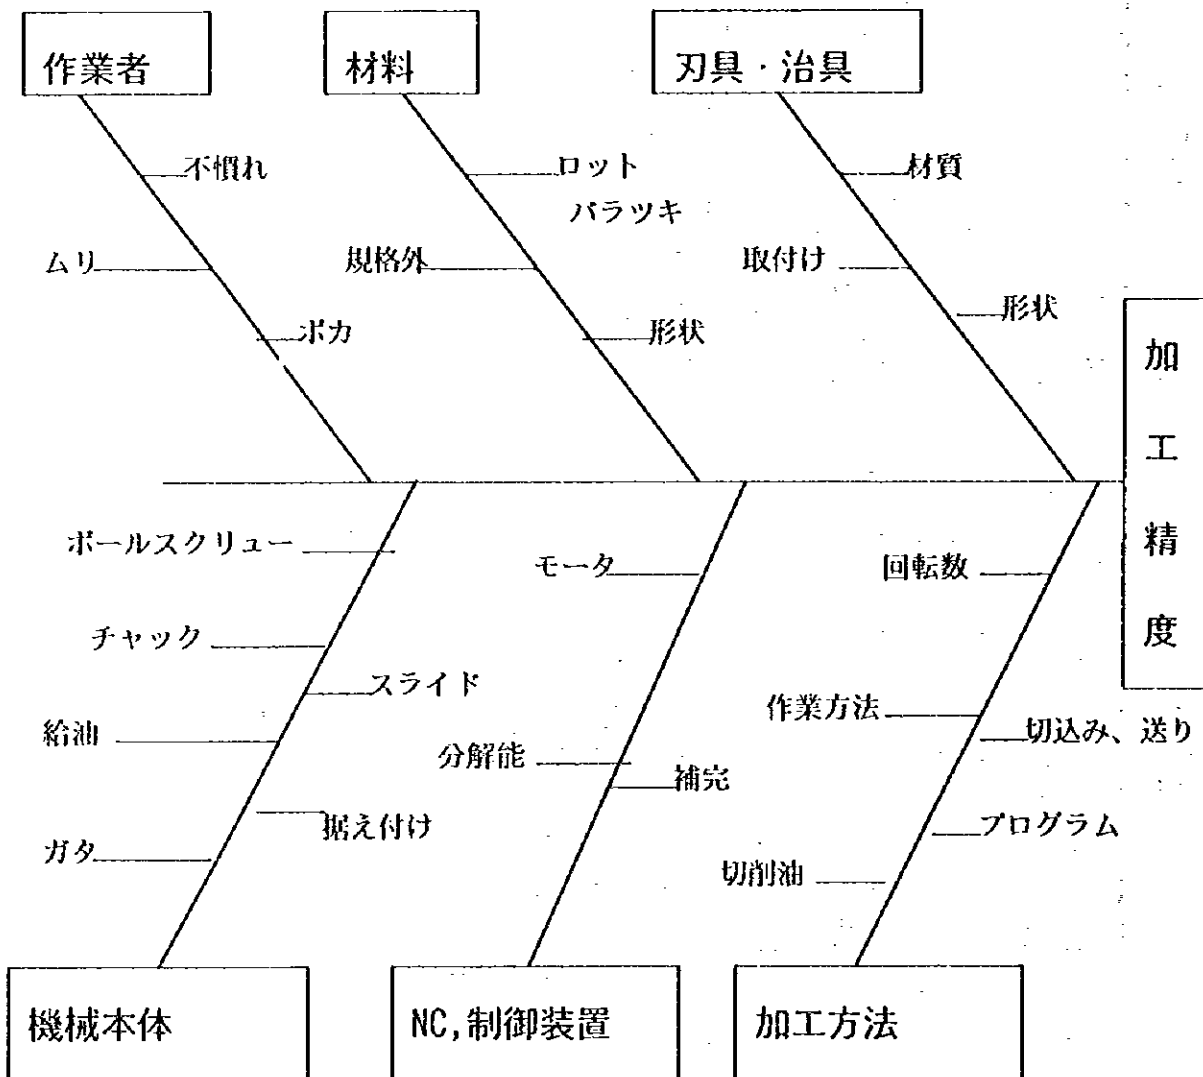 作業者
材料
刃具・治具
不慣れ
ロット
バラツキ
材質
ムリ
規格外
取付け
ポカ
形状
形状
加工精度
ボールスクリュー
モータ
回転数
チャック
スライド
作業方法
切込み、送り
給油
分解能
補完
据え付け
プログラム
ガタ
切削油
機械本体
NC,制御装置
加工方法